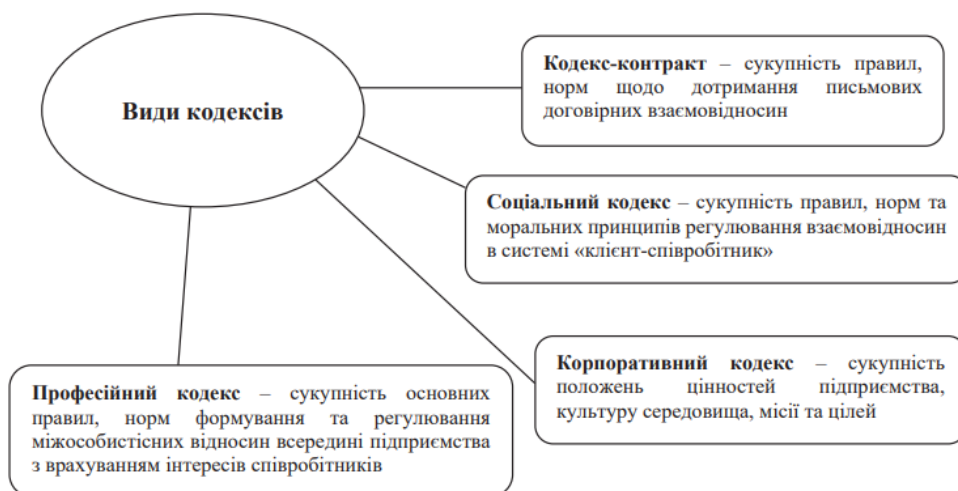 Види кодексів
Кодекс-контракт – сукупність правил,
норм щодо дотримання письмових
договірних взаємовідносин
Соціальний кодекс – сукупність правил, норм та
моральних принципів регулювання взаємовідносин
в системі «клієнт-співробітник»
Корпоративний кодекс – сукупність
положень цінностей підприємства,
культуру середовища, місії та цілей
Професійний кодекс – сукупність основних
правил, норм формування та регулювання
міжособистісних відносин всередині підприємства
з врахуванням інтересів співробітників